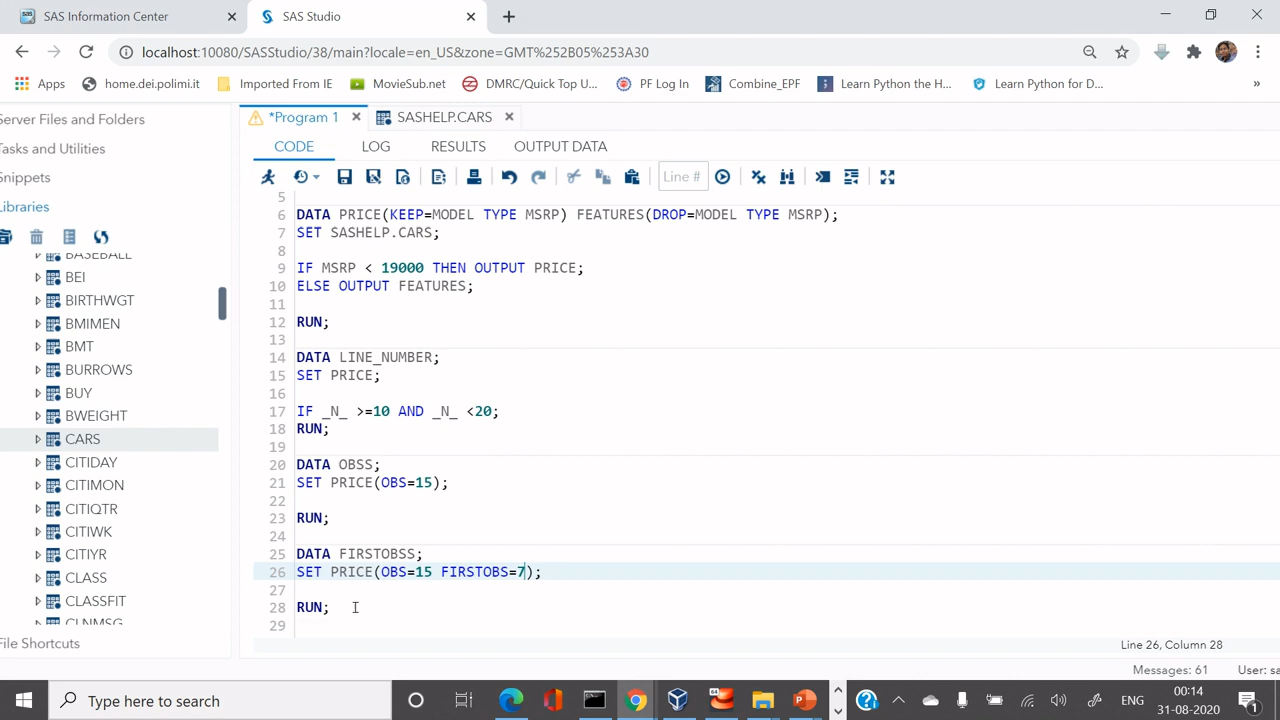 SAS Information Center
SAS Studio
localhost:10080/SASStudio/38/main?locale=en_US&zone=GMT%252B05%253A30
Apps home.dei.polimi.it Imported From IE MovieSub.net DMRC/Quick Top U... PF Log In Combine_EPF Learn Python the H... Learn Python for D... »
Server Files and Folders
Tasks and Utilities
Snippets
Libraries
BASEBALL
BEI
BIRTHWGT
BMIMEN
BMT
BURROWS
BUY
BWEIGHT
CARS
CITIDAY
CITIMON
CITIQTR
CITIWK
CITIYR
CLASS
CLASSFIT
CLNMSG
File Shortcuts
*Program 1 SASHELP.CARS
CODE LOG RESULTS OUTPUT DATA
Line #
5
6 DATA PRICE(KEEP=MODEL TYPE MSRP) FEATURES(DROP=MODEL TYPE MSRP);
7 SET SASHELP.CARS;
8
9 IF MSRP < 19000 THEN OUTPUT PRICE;
10 ELSE OUTPUT FEATURES;
11
12 RUN;
13
14 DATA LINE_NUMBER;
15 SET PRICE;
16
17 IF _N_ >=10 AND _N_ <20;
18 RUN;
19
20 DATA OBSS;
21 SET PRICE(OBS=15);
22
23 RUN;
24
25 DATA FIRSTOBSS;
26 SET PRICE(OBS=15 FIRSTOBS=7);
27
28 RUN;
29
Line 26, Column 28
Messages: 61 User: sa
Type here to search
ENG
00:14
31-08-2020
1